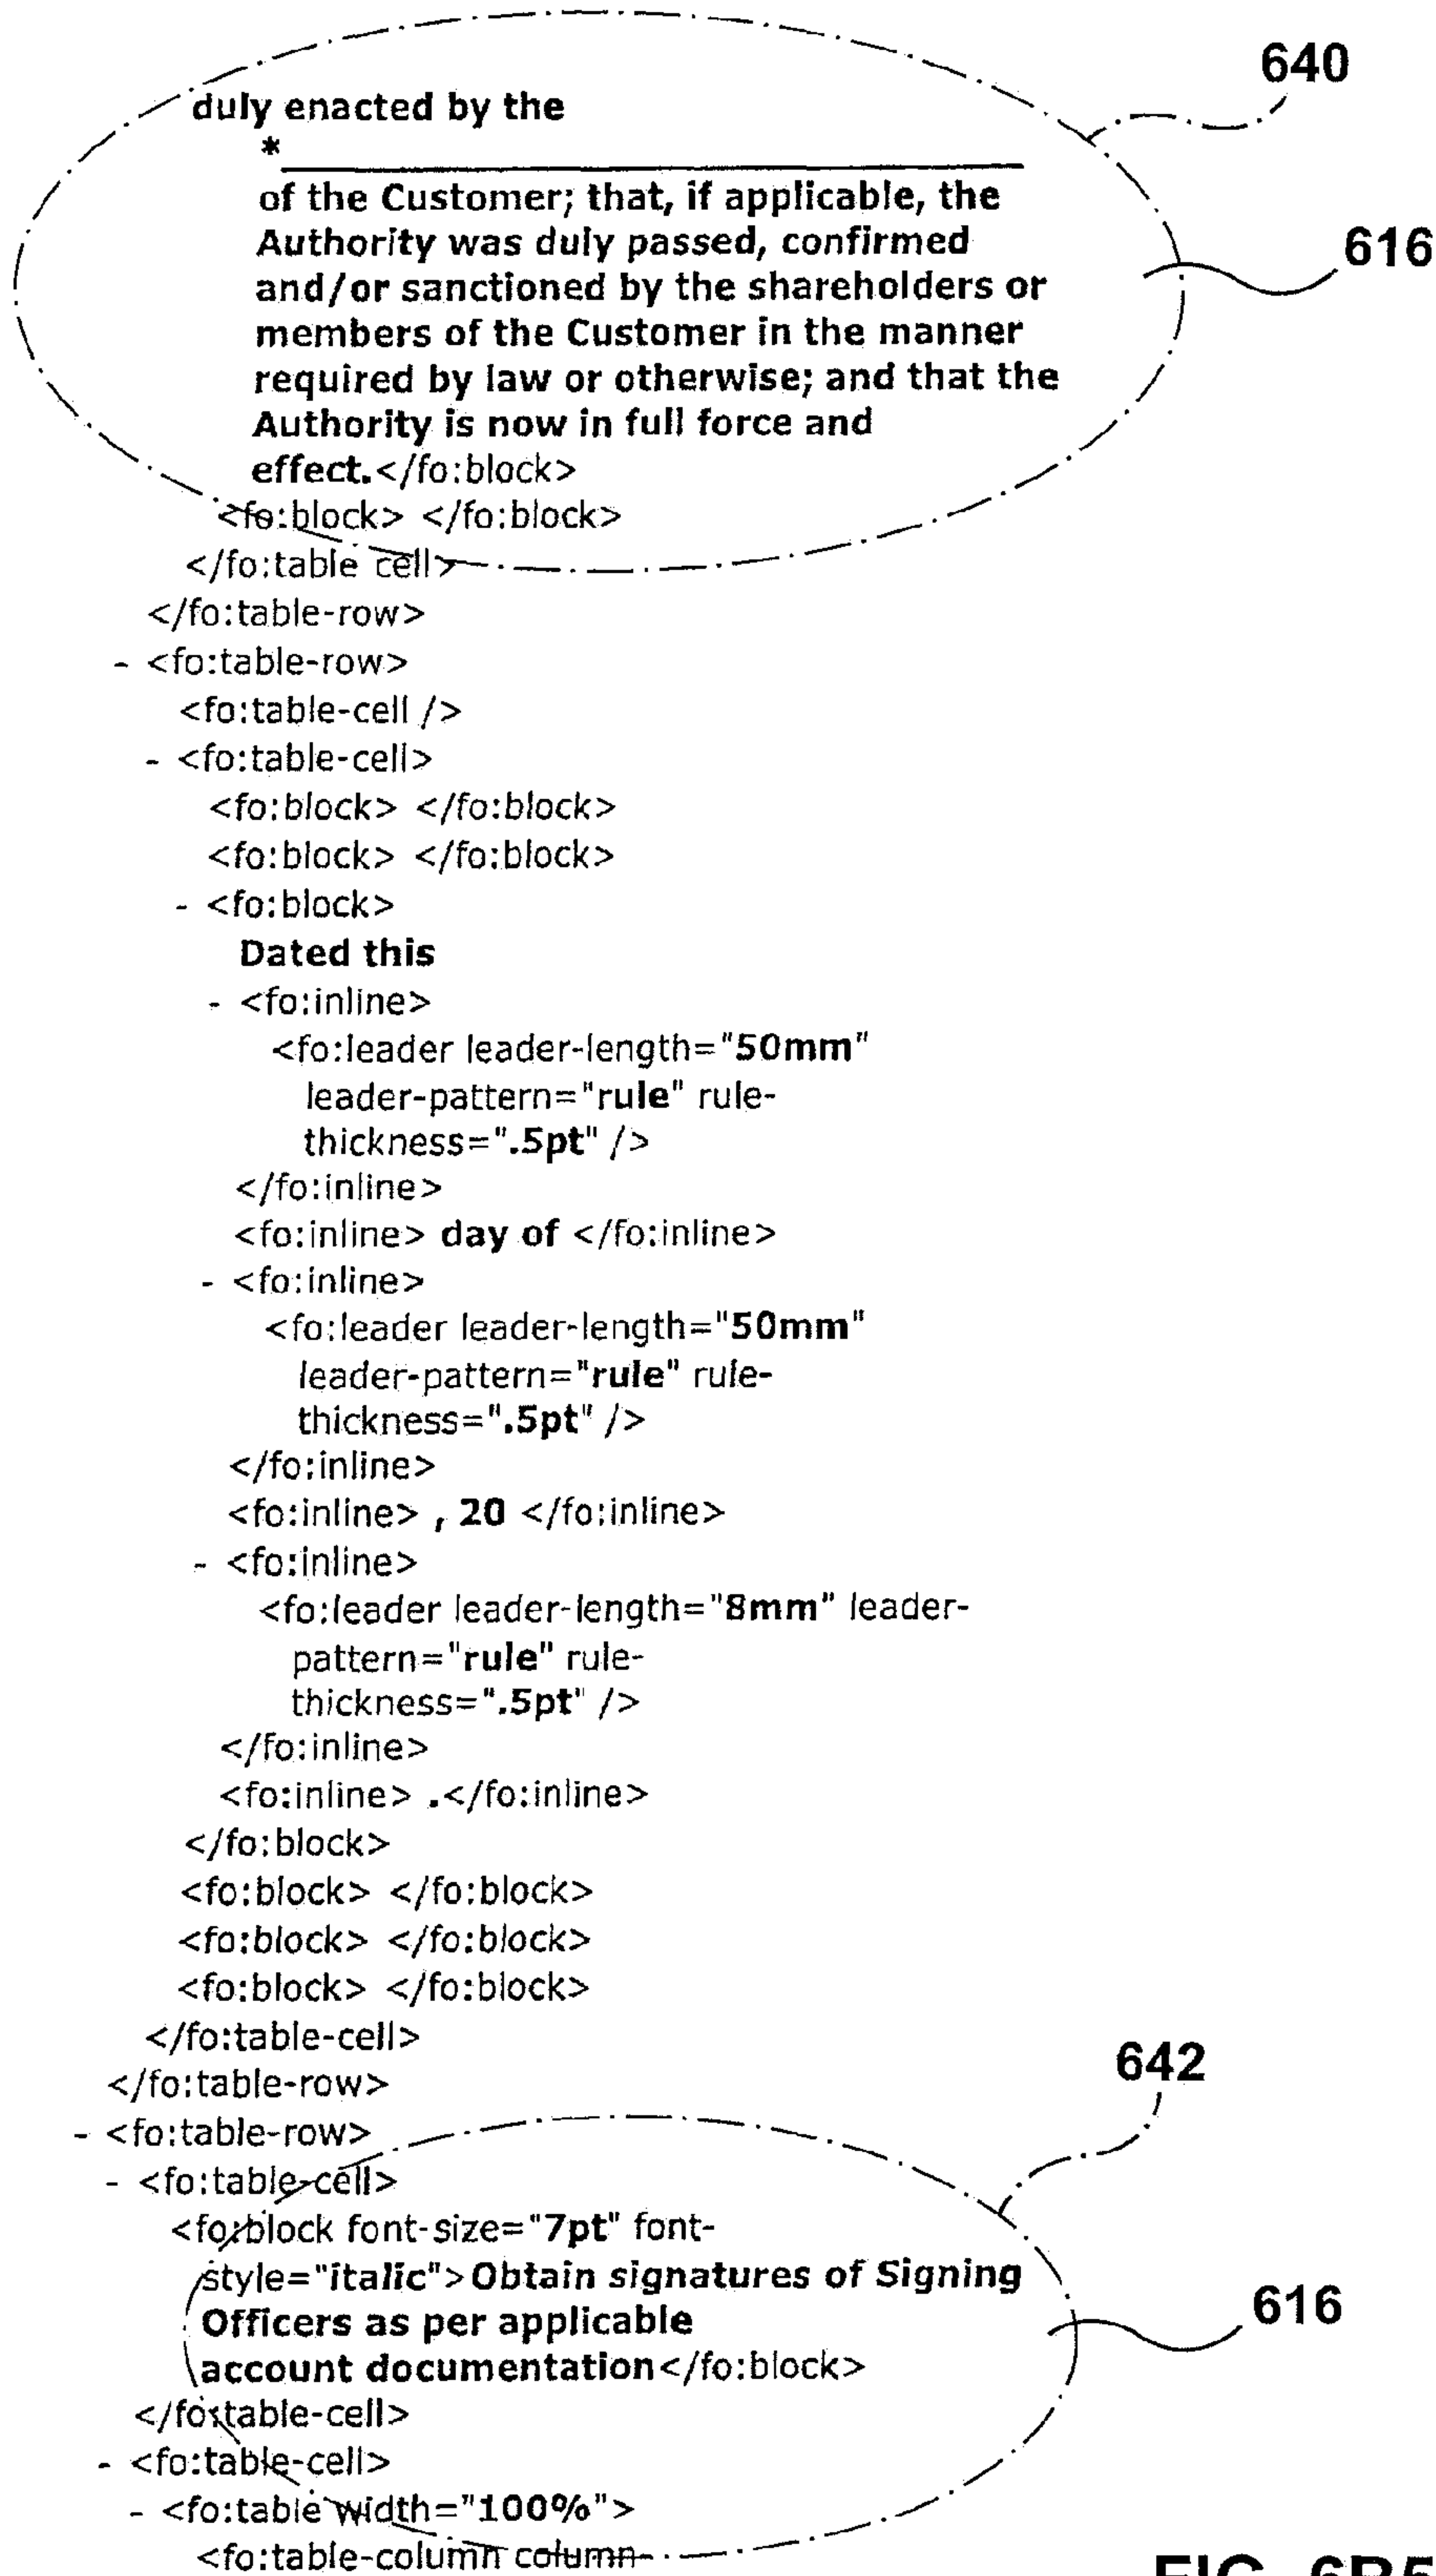 640
duly enacted by the
*
of the Customer; that, if applicable, the
616
Authority was duly passed, confirmed
and/or sanctioned by the shareholders or
members of the Customer in the manner
required by law or otherwise; and that the
Authority is now in full force and
effect.</fo:block>
<fo:block> </fo:block>
</fo:table cell>
</fo:table-row>
- <fo:table-row>
<fo:table-cell />
- <fo:table-cell>
<fo:block> </fo:block>
<fo:block> </fo:block>
- <fo:block>
Dated this
- <fo:inline>
<fo:leader leader-length="50mm"
leader-pattern="rule" rule-
thickness=".5pt" />
</fo:inline>
<fo:inline> day of </fo:inline>
- <fo:inline>
<fo:leader leader-length="50mm"
leader-pattern="rule" rule-
thickness=".5pt" />
</fo:inline>
<fo:inline> , 20 </fo:inline>
- <fo:inline>
<fo:leader leader-length="8mm" leader-
pattern="rule" rule-
thickness=".5pt" />
</fo:inline>
<fo:inline> .</fo:inline>
</fo:block>
<fo:block> </fo:block>
<fo:block> </fo:block>
<fo:block> </fo:block>
</fo:table-cell>
642
</fo:table-row>
- <fo:table-row>
- <fo:table-cell>
<fo:block font-size="7pt" font-
style="italic">Obtain signatures of Signing
616
Officers as per applicable
account documentation</fo:block>
</fo:table-cell>
- <fo:table-cell>
- <fo:table width="100%">
<fo:table-column column-
FIG. 6B5